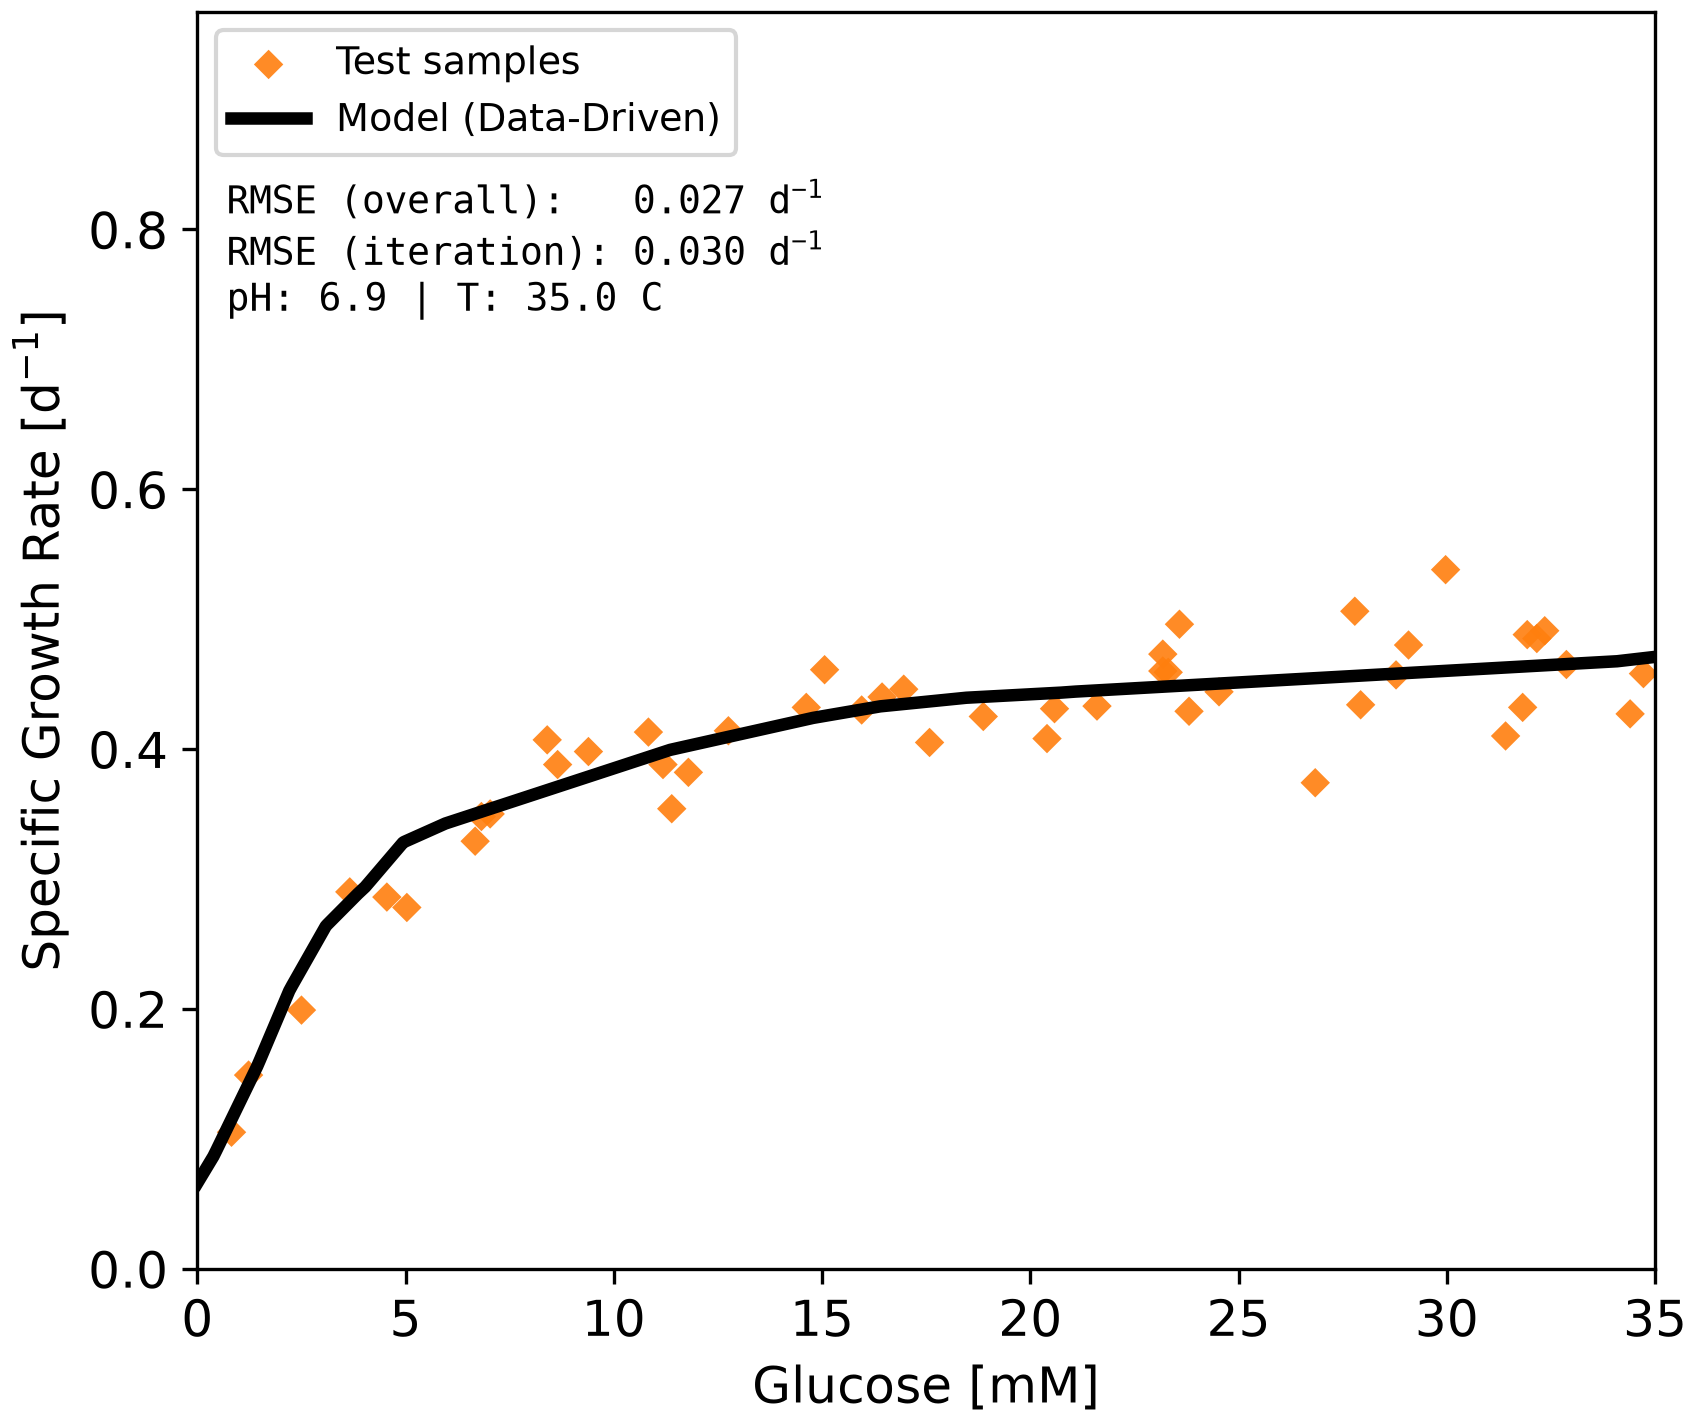 Test samples
Model (Data-Driven)
RMSE (overall):   0.027 d⁻¹
RMSE (iteration): 0.030 d⁻¹
pH: 6.9 | T: 35.0 C
Specific Growth Rate [d⁻¹]
0.8
0.6
0.4
0.2
0.0
0 5 10 15 20 25 30 35
Glucose [mM]